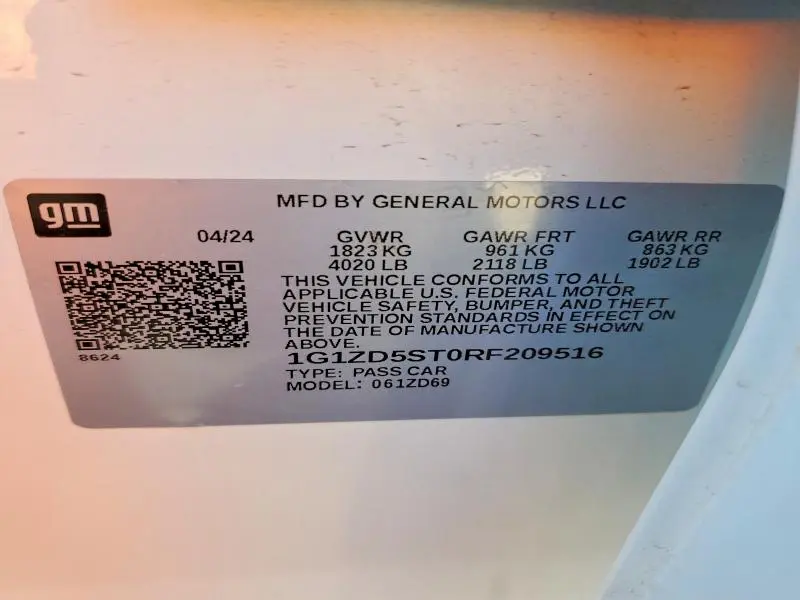 gm
MFD BY GENERAL MOTORS LLC
04/24 GVWR GAWR FRT GAWR RR
1823 KG 961 KG 863 KG
4020 LB 2118 LB 1902 LB
THIS VEHICLE CONFORMS TO ALL
APPLICABLE U.S. FEDERAL MOTOR
VEHICLE SAFETY, BUMPER, AND THEFT
PREVENTION STANDARDS IN EFFECT ON
THE DATE OF MANUFACTURE SHOWN
ABOVE.
8624
1G1ZD5ST0RF209516
TYPE: PASS CAR
MODEL: 061ZD69